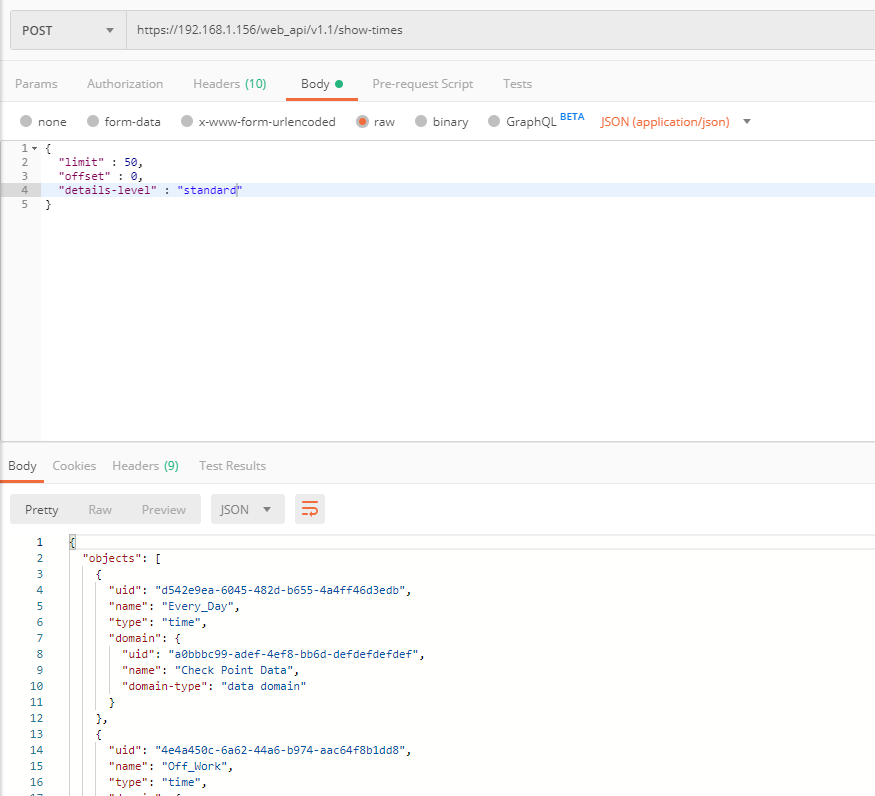 POST https://192.168.1.156/web_api/v1.1/show-times
Params Authorization Headers (10) Body Pre-request Script Tests
none form-data x-www-form-urlencoded raw binary GraphQL BETA JSON (application/json)
1 {
2 "limit" : 50,
3 "offset" : 0,
4 "details-level" : "standard"
5 }
Body Cookies Headers (9) Test Results
Pretty Raw Preview JSON
1 {
2 "objects": [
3 {
4 "uid": "d542e9ea-6045-482d-b655-4a4ff46d3edb",
5 "name": "Every_Day",
6 "type": "time",
7 "domain": {
8 "uid": "a0bbbc99-adef-4ef8-bb6d-defdefdefdef",
9 "name": "Check Point Data",
10 "domain-type": "data domain"
11 }
12 },
13 {
14 "uid": "4e4a450c-6a62-44a6-b974-aac64f8b1dd8",
15 "name": "Off_Work",
16 "type": "time",